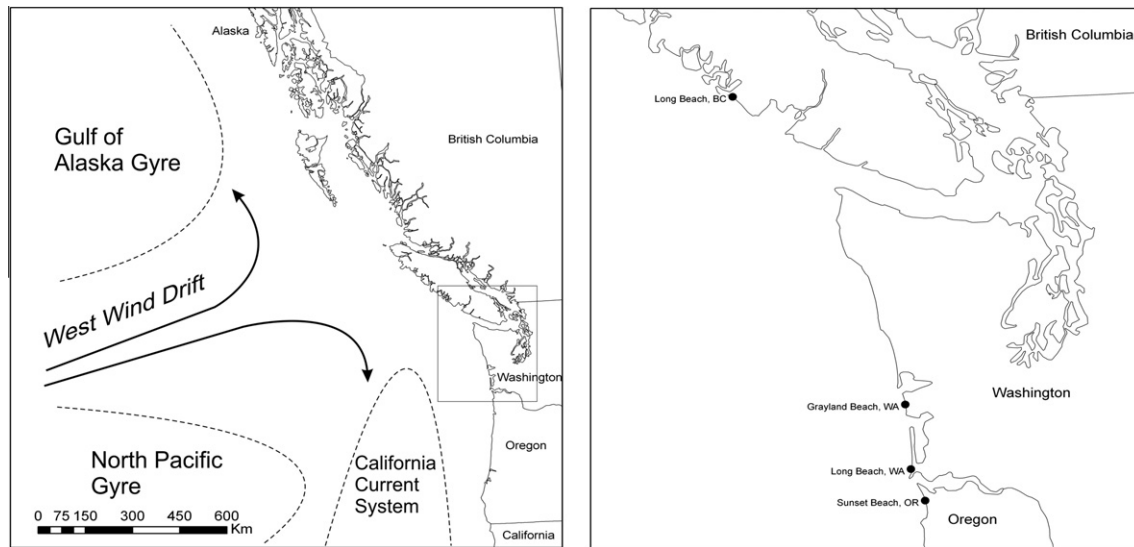 Alaska
Gulf of
Alaska Gyre
British Columbia
West Wind Drift
Washington
North Pacific
Gyre
California
Current
System
Oregon
0 75 150 300 450 600
Km
California
British Columbia
Long Beach, BC
Washington
Grayland Beach, WA
Long Beach, WA
Sunset Beach, OR
Oregon